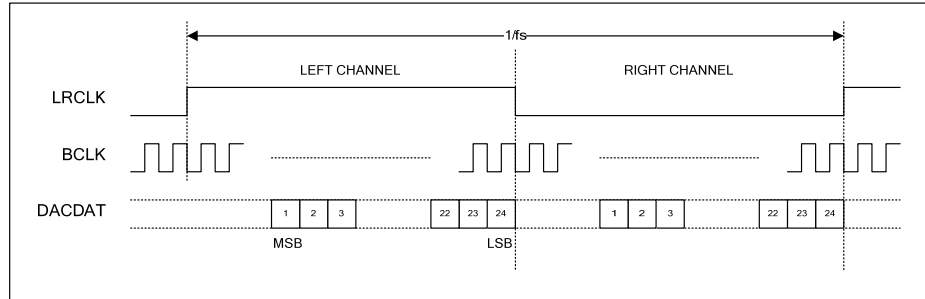 1/fs
LEFT CHANNEL RIGHT CHANNEL
LRCLK
BCLK
DACDAT
1 2 3 22 23 24 1 2 3 22 23 24
MSB LSB